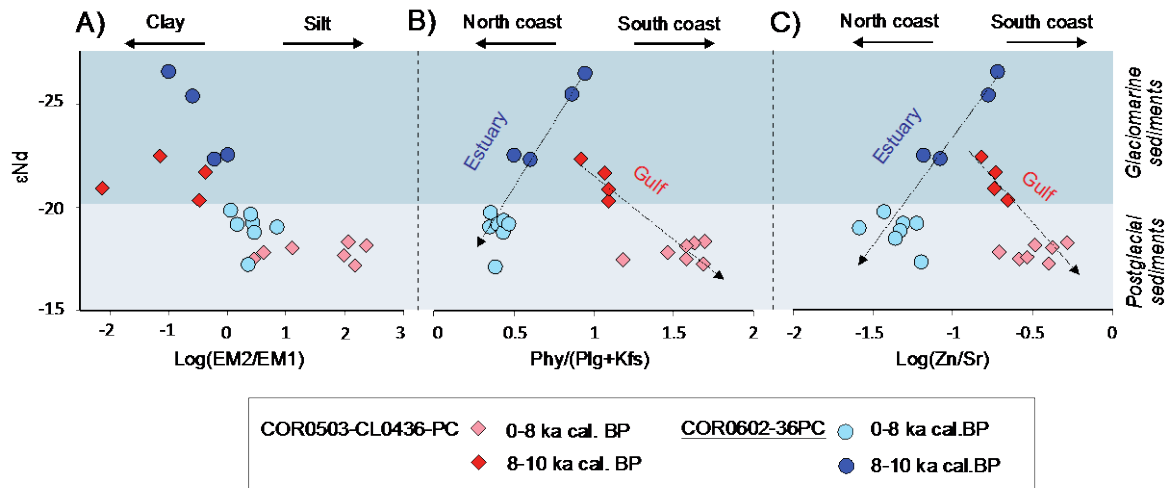 A)
Clay
Silt
B)
North coast
South coast
C)
North coast
South coast
εNd
-25
-20
-15
Estuary
Gulf
Estuary
Gulf
Glaciomarine
sediments
Postglacial
sediments
-2 -1 0 1 2 3
0 0.5 1 1.5 2
-2 -1.5 -1 -0.5 0
Log(EM2/EM1)
Phy/(Plg+Kfs)
Log(Zn/Sr)
COR0503-CL0436-PC
0-8 ka cal. BP
8-10 ka cal. BP
COR0602-36PC
0-8 ka cal.BP
8-10 ka cal.BP